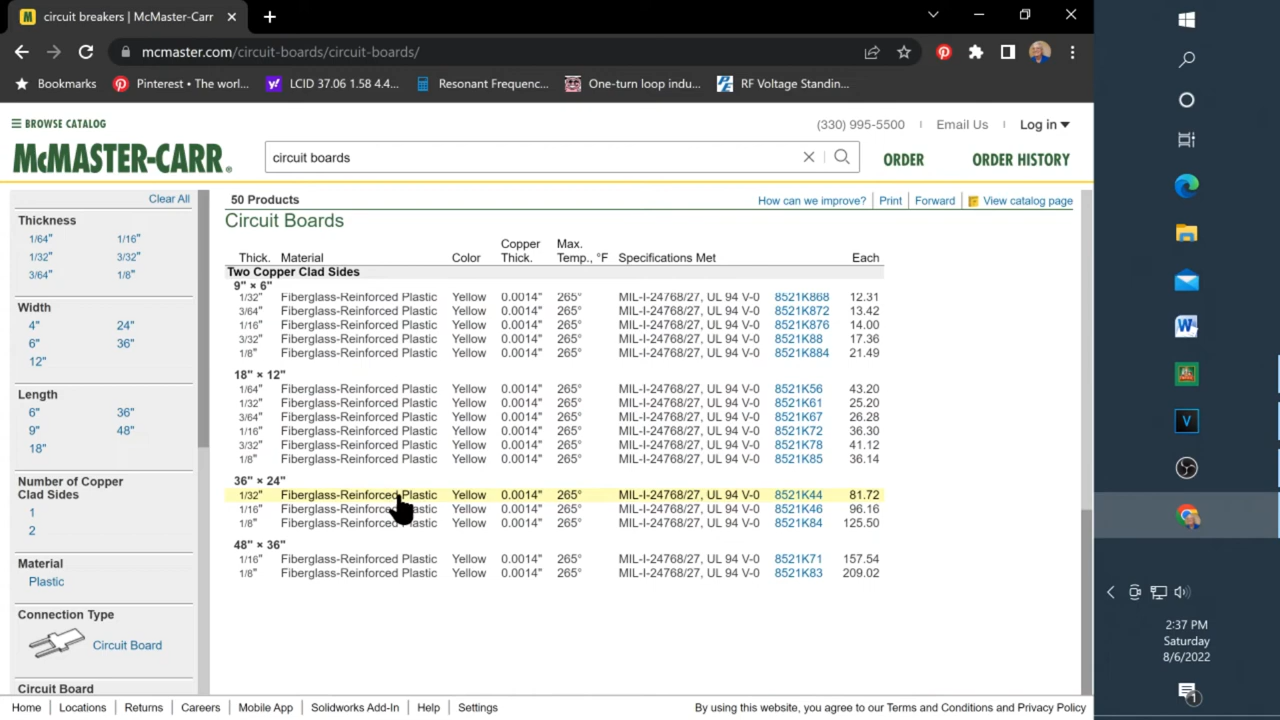 circuit breakers | McMaster-Carr
mcmaster.com/circuit-boards/circuit-boards/
Bookmarks
Pinterest • The worl...
LCID 37.06 1.58 4.4...
Resonant Frequenc...
One-turn loop indu...
RF Voltage Standin...
BROWSE CATALOG
(330) 995-5500
Email Us
Log in
McMASTER-CARR®
circuit boards
ORDER
ORDER HISTORY
Clear All
Thickness
1/64" 1/16"
1/32" 3/32"
3/64" 1/8"
Width
4" 24"
6" 36"
12"
Length
6" 36"
9" 48"
18"
Number of Copper
Clad Sides
1
2
Material
Plastic
Connection Type
Circuit Board
Circuit Board
50 Products
How can we improve?
Print
Forward
View catalog page
Circuit Boards
Thick. Material Color Copper Thick. Max. Temp., °F Specifications Met Each
Two Copper Clad Sides
9" × 6"
1/32" Fiberglass-Reinforced Plastic Yellow 0.0014" 265° MIL-I-24768/27, UL 94 V-0 8521K868 12.31
3/64" Fiberglass-Reinforced Plastic Yellow 0.0014" 265° MIL-I-24768/27, UL 94 V-0 8521K872 13.42
1/16" Fiberglass-Reinforced Plastic Yellow 0.0014" 265° MIL-I-24768/27, UL 94 V-0 8521K876 14.00
3/32" Fiberglass-Reinforced Plastic Yellow 0.0014" 265° MIL-I-24768/27, UL 94 V-0 8521K88 17.36
1/8" Fiberglass-Reinforced Plastic Yellow 0.0014" 265° MIL-I-24768/27, UL 94 V-0 8521K884 21.49
18" × 12"
1/64" Fiberglass-Reinforced Plastic Yellow 0.0014" 265° MIL-I-24768/27, UL 94 V-0 8521K56 43.20
1/32" Fiberglass-Reinforced Plastic Yellow 0.0014" 265° MIL-I-24768/27, UL 94 V-0 8521K61 25.20
3/64" Fiberglass-Reinforced Plastic Yellow 0.0014" 265° MIL-I-24768/27, UL 94 V-0 8521K67 26.28
1/16" Fiberglass-Reinforced Plastic Yellow 0.0014" 265° MIL-I-24768/27, UL 94 V-0 8521K72 36.30
3/32" Fiberglass-Reinforced Plastic Yellow 0.0014" 265° MIL-I-24768/27, UL 94 V-0 8521K78 41.12
1/8" Fiberglass-Reinforced Plastic Yellow 0.0014" 265° MIL-I-24768/27, UL 94 V-0 8521K85 36.14
36" × 24"
1/32" Fiberglass-Reinforced Plastic Yellow 0.0014" 265° MIL-I-24768/27, UL 94 V-0 8521K44 81.72
1/16" Fiberglass-Reinforced Plastic Yellow 0.0014" 265° MIL-I-24768/27, UL 94 V-0 8521K46 96.16
1/8" Fiberglass-Reinforced Plastic Yellow 0.0014" 265° MIL-I-24768/27, UL 94 V-0 8521K84 125.50
48" × 36"
1/16" Fiberglass-Reinforced Plastic Yellow 0.0014" 265° MIL-I-24768/27, UL 94 V-0 8521K71 157.54
1/8" Fiberglass-Reinforced Plastic Yellow 0.0014" 265° MIL-I-24768/27, UL 94 V-0 8521K83 209.02
Home Locations Returns Careers Mobile App Solidworks Add-In Help Settings
By using this website, you agree to our Terms and Conditions and Privacy Policy
2:37 PM
Saturday
8/6/2022
1